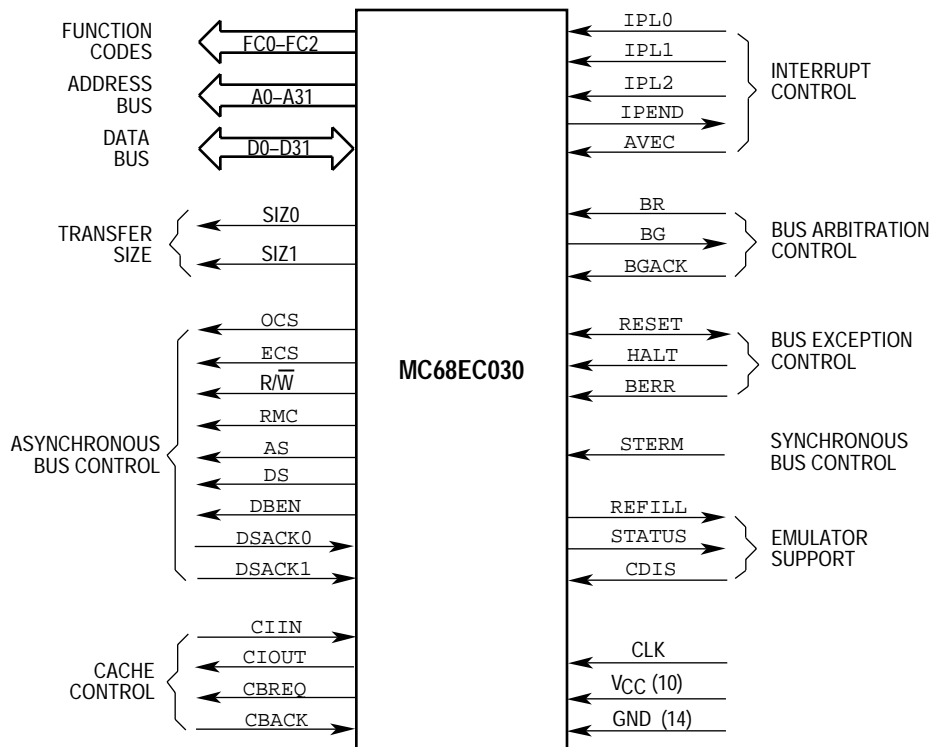 FUNCTION
CODES
FC0–FC2
ADDRESS
BUS
A0–A31
DATA
BUS
D0–D31
TRANSFER
SIZE
SIZ0
SIZ1
ASYNCHRONOUS
BUS CONTROL
OCS
ECS
R/W̅
RMC
AS
DS
DBEN
DSACK0
DSACK1
CACHE
CONTROL
CIIN
CIOUT
CBREQ
CBACK
MC68EC030
IPL0
IPL1
IPL2
IPEND
AVEC
INTERRUPT
CONTROL
BR
BG
BGACK
BUS ARBITRATION
CONTROL
RESET
HALT
BERR
BUS EXCEPTION
CONTROL
STERM
SYNCHRONOUS
BUS CONTROL
REFILL
STATUS
CDIS
EMULATOR
SUPPORT
CLK
VCC (10)
GND (14)